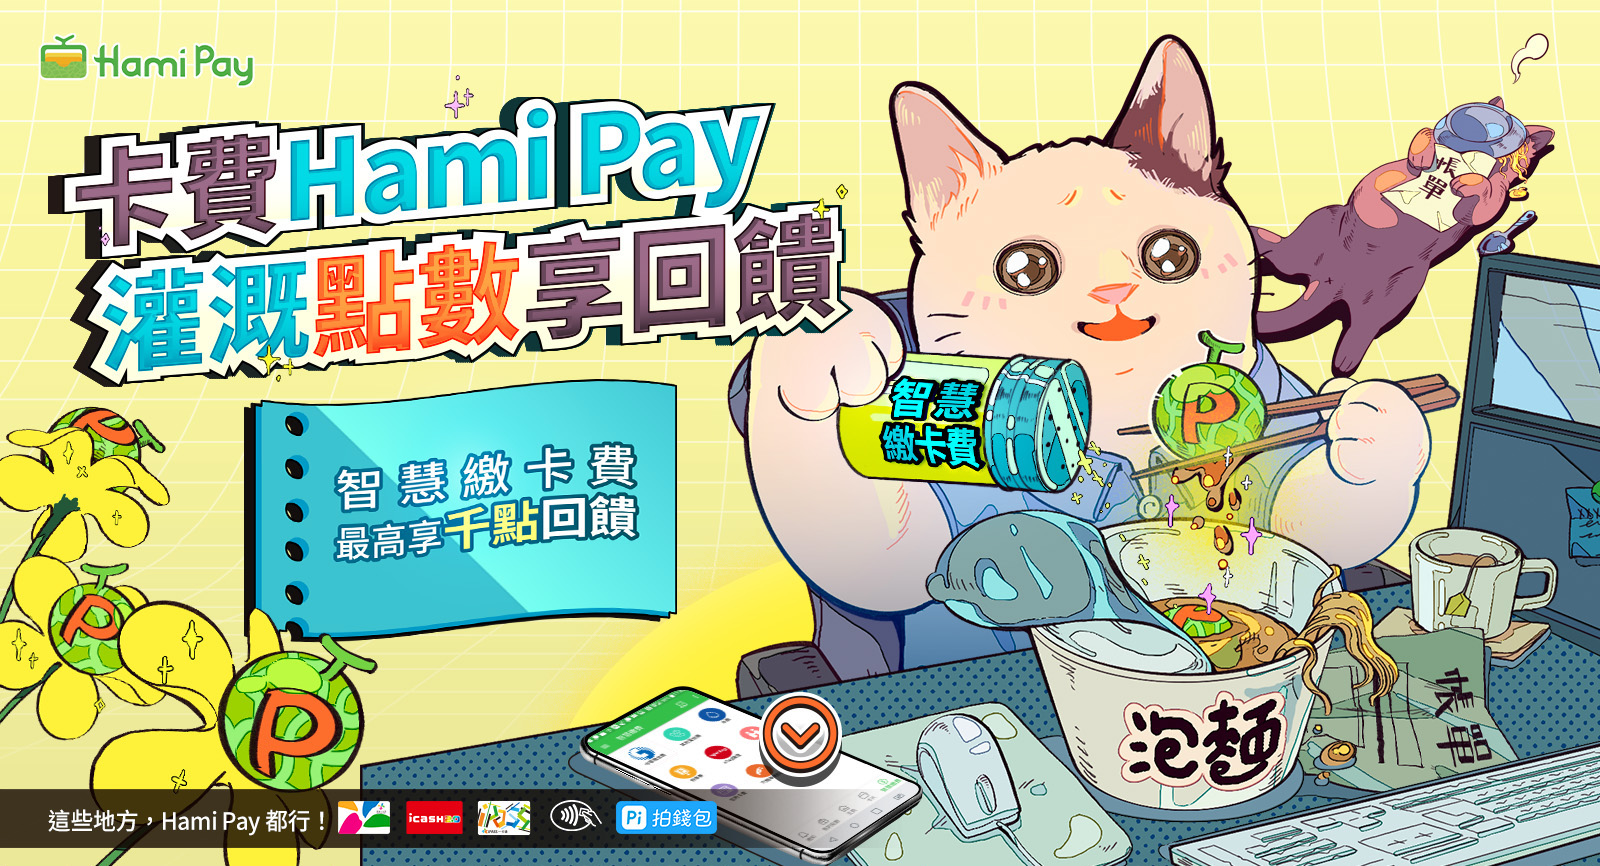 Hami Pay
卡費Hami Pay
灌溉點數享回饋
智慧繳卡費
最高享千點回饋
智慧
繳卡費
帳單
P
P
P
P
泡麵
帳單
這些地方，Hami Pay 都行！
icash
Pi 拍錢包